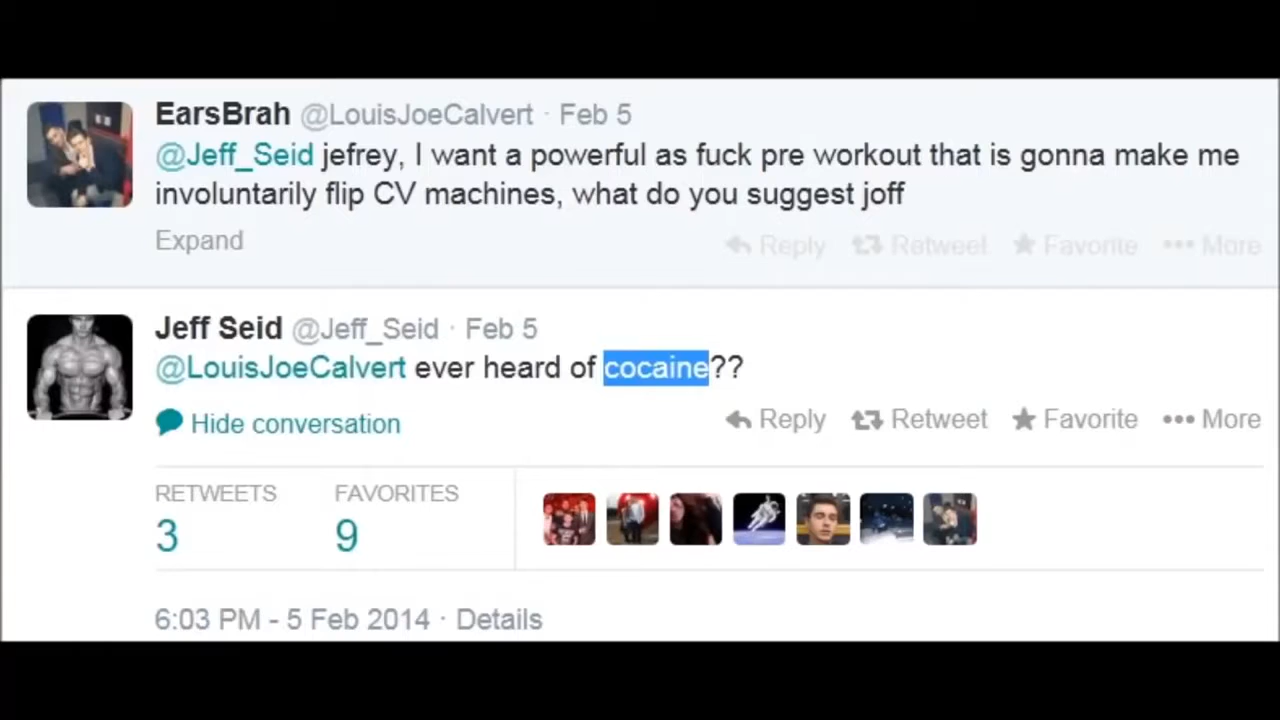 EarsBrah @LouisJoeCalvert · Feb 5
@Jeff_Seid jefrey, I want a powerful as fuck pre workout that is gonna make me
involuntarily flip CV machines, what do you suggest joff
Expand Reply Retweet Favorite ••• More
Jeff Seid @Jeff_Seid · Feb 5
@LouisJoeCalvert ever heard of cocaine??
Hide conversation Reply Retweet Favorite ••• More
RETWEETS FAVORITES
3 9
6:03 PM - 5 Feb 2014 · Details